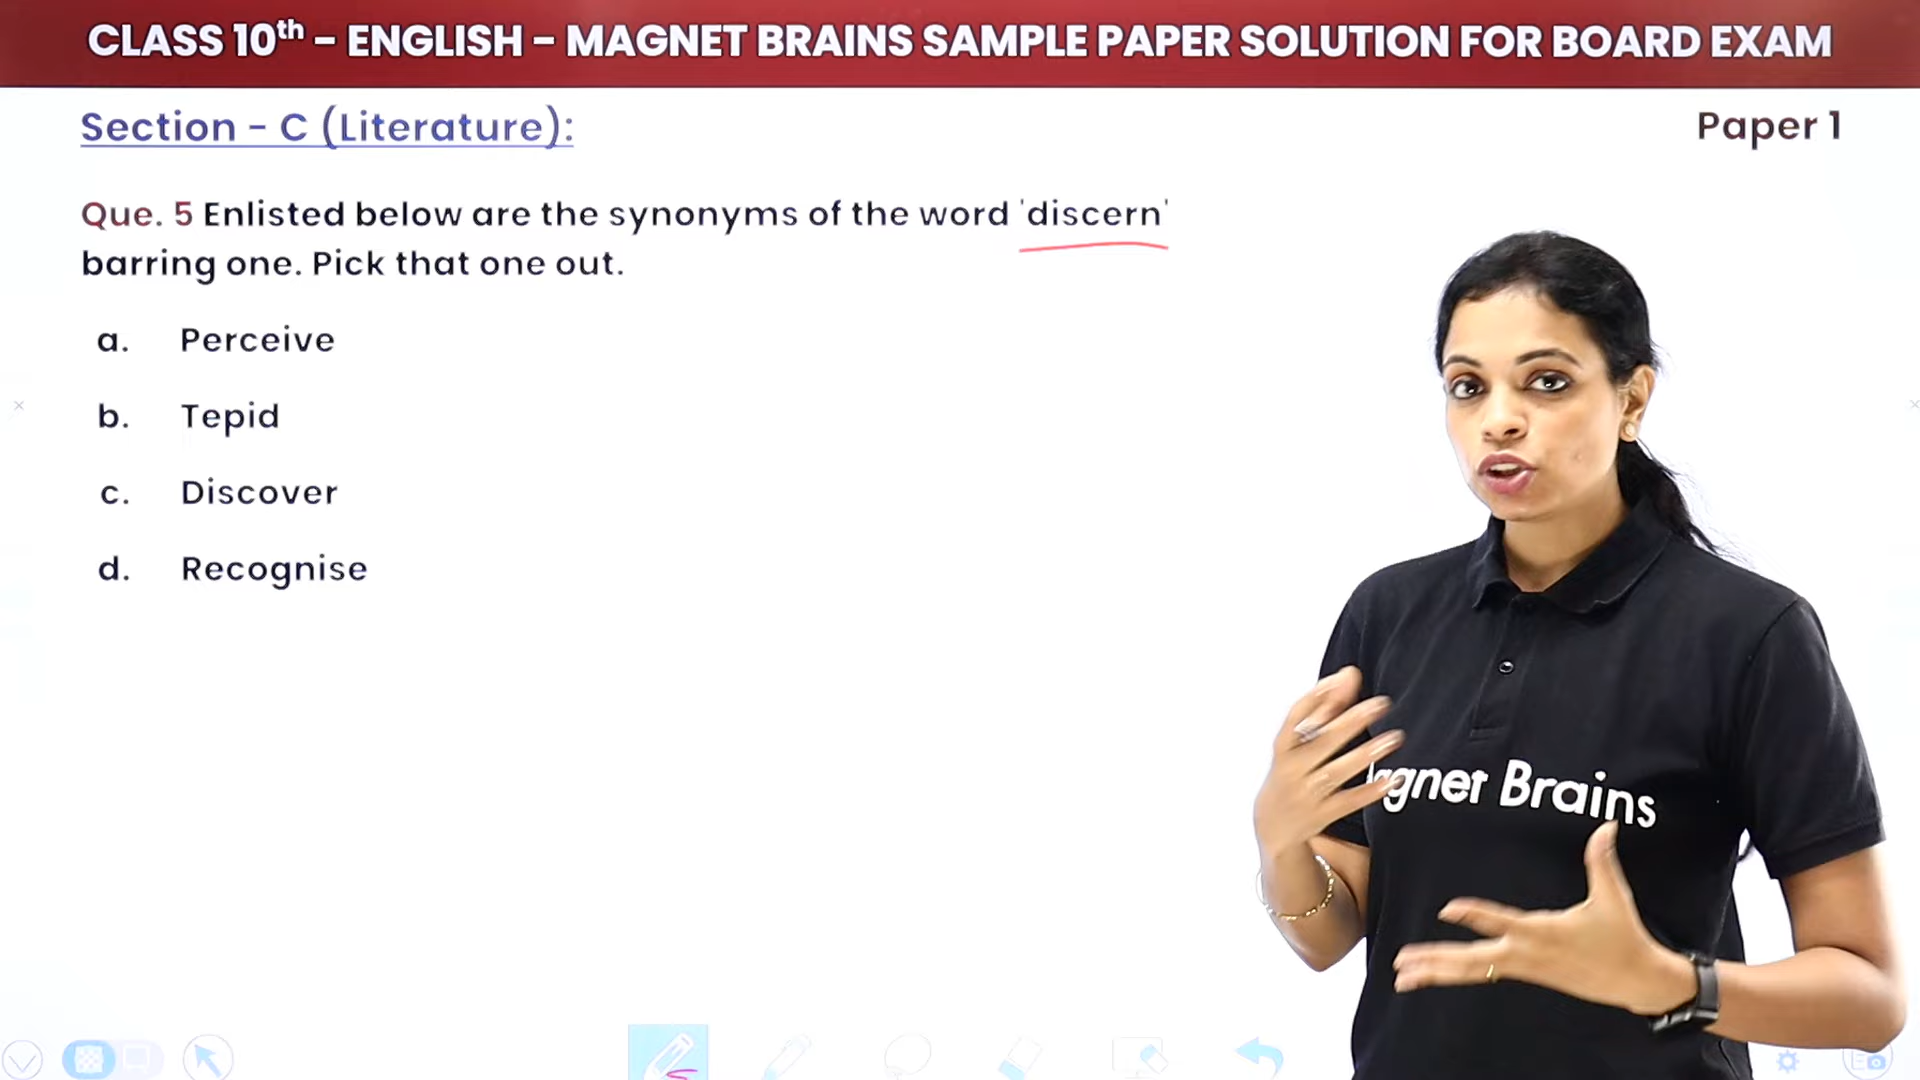 CLASS 10th - ENGLISH - MAGNET BRAINS SAMPLE PAPER SOLUTION FOR BOARD EXAM
Section - C (Literature):
Paper 1
Que. 5 Enlisted below are the synonyms of the word 'discern'
barring one. Pick that one out.
a. Perceive
b. Tepid
c. Discover
d. Recognise
agnet Brains